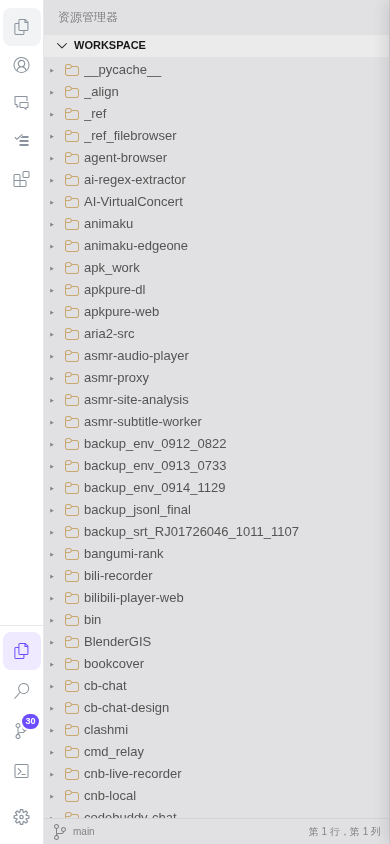 资源管理器
WORKSPACE
__pycache__
_align
_ref
_ref_filebrowser
agent-browser
ai-regex-extractor
AI-VirtualConcert
animaku
animaku-edgeone
apk_work
apkpure-dl
apkpure-web
aria2-src
asmr-audio-player
asmr-proxy
asmr-site-analysis
asmr-subtitle-worker
backup_env_0912_0822
backup_env_0913_0733
backup_env_0914_1129
backup_jsonl_final
backup_srt_RJ01726046_1011_1107
bangumi-rank
bili-recorder
bilibili-player-web
bin
BlenderGIS
bookcover
cb-chat
cb-chat-design
clashmi
30
cmd_relay
cnb-live-recorder
cnb-local
codebuddy-chat
main 第 1 行，第 1 列